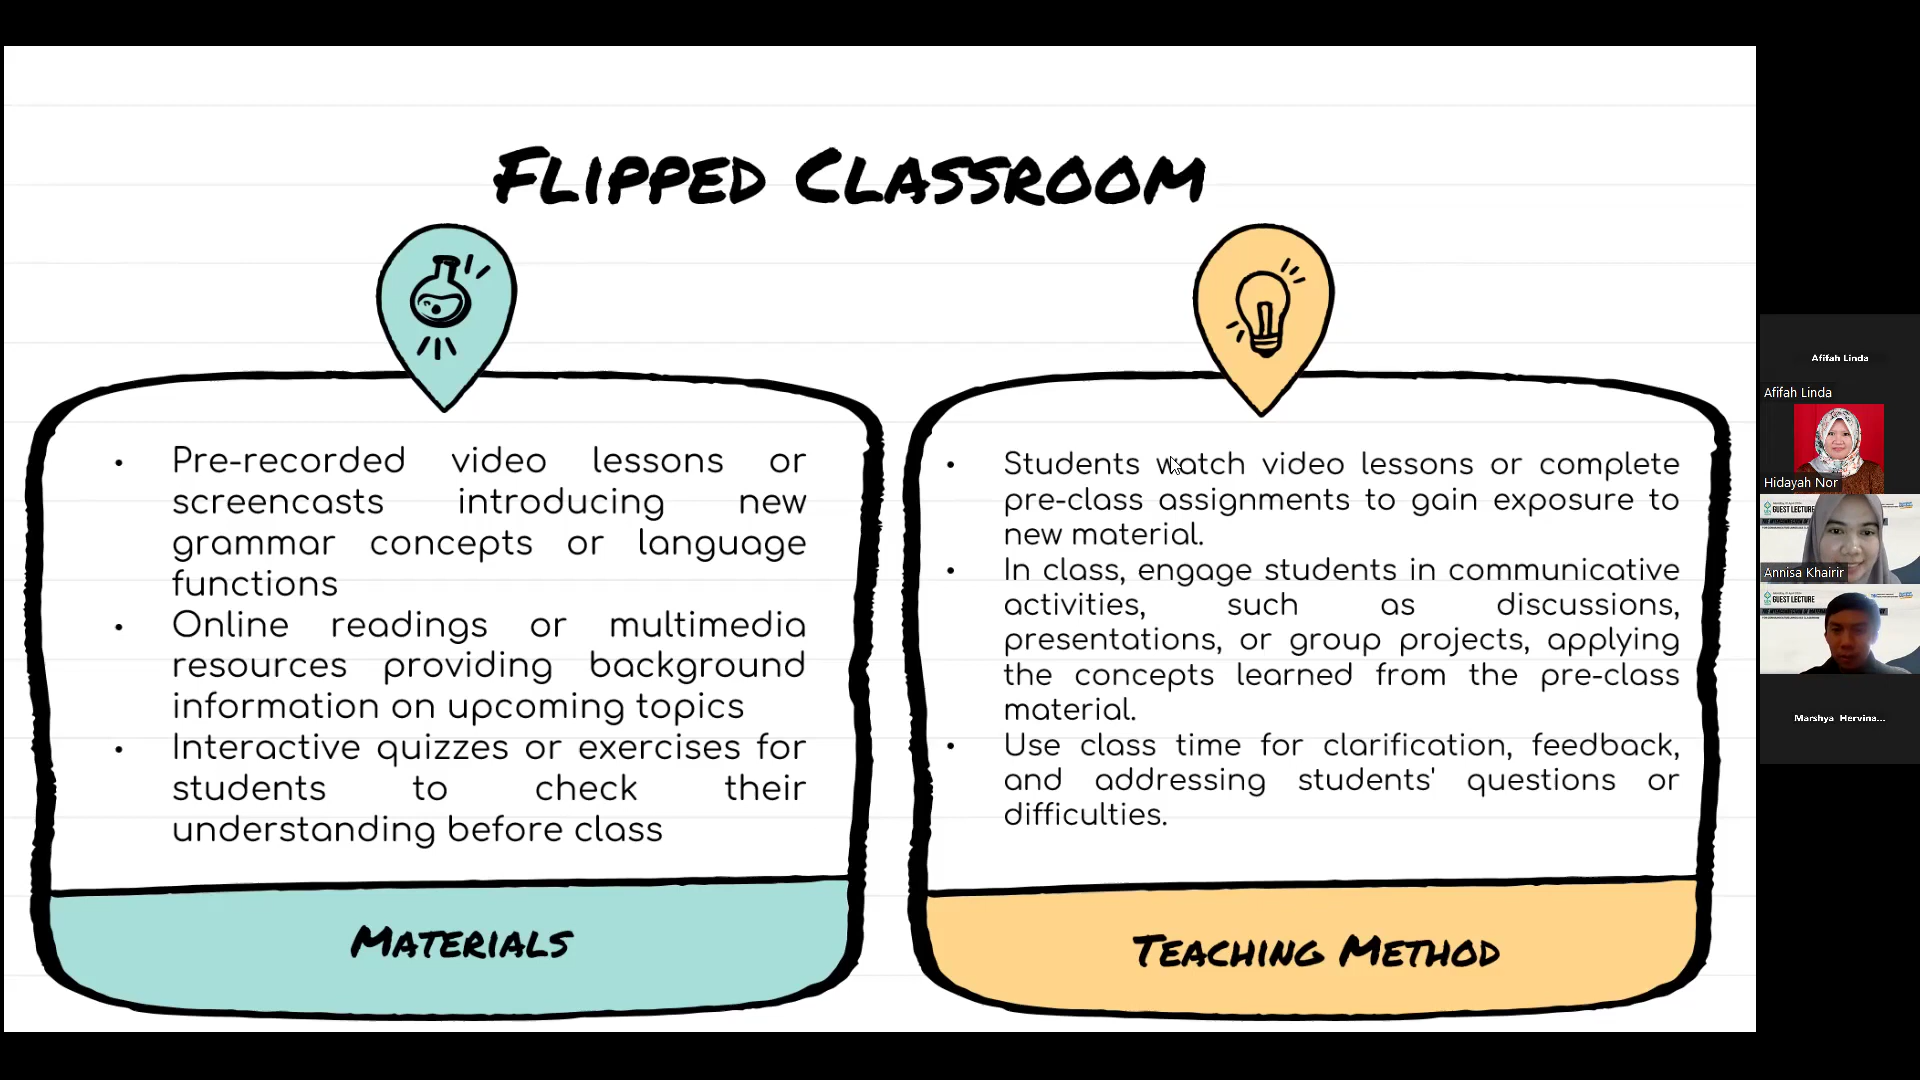 Flipped Classroom
• Pre-recorded video lessons or
screencasts introducing new
grammar concepts or language
functions
• Online readings or multimedia
resources providing background
information on upcoming topics
• Interactive quizzes or exercises for
students to check their
understanding before class
Materials
• Students watch video lessons or complete
pre-class assignments to gain exposure to
new material.
• In class, engage students in communicative
activities, such as discussions,
presentations, or group projects, applying
the concepts learned from the pre-class
material.
• Use class time for clarification, feedback,
and addressing students' questions or
difficulties.
Teaching Method
Afifah Linda
Afifah Linda
Hidayah Nor
GUEST LECTURE
Annisa Khairir
GUEST LECTURE
Marshya Hervina...